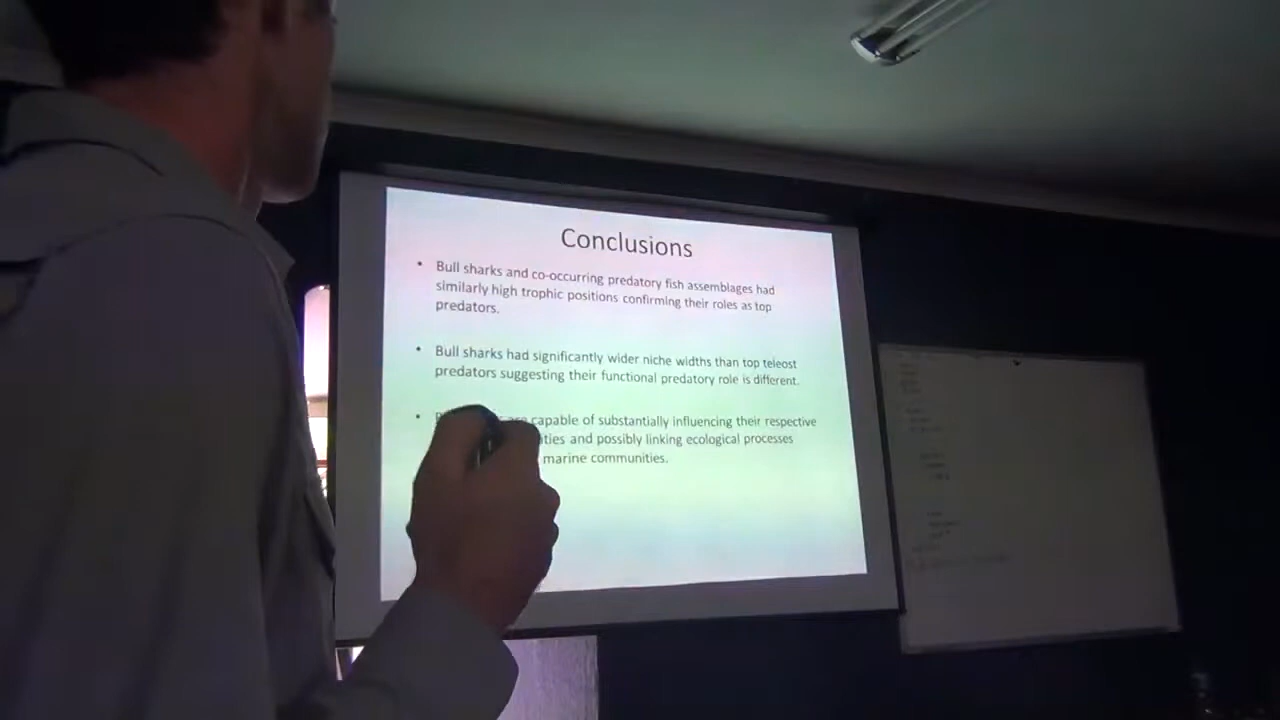 Conclusions
• Bull sharks and co-occurring predatory fish assemblages had
similarly high trophic positions confirming their roles as top
predators.
• Bull sharks had significantly wider niche widths than top teleost
predators suggesting their functional predatory role is different.
• are capable of substantially influencing their respective
and possibly linking ecological processes
marine communities.